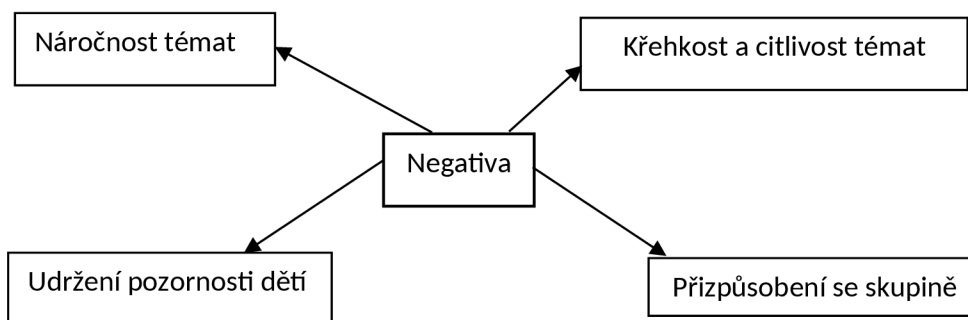 Náročnost témat
Křehkost a citlivost témat
Negativa
Udržení pozornosti dětí
Přizpůsobení se skupině